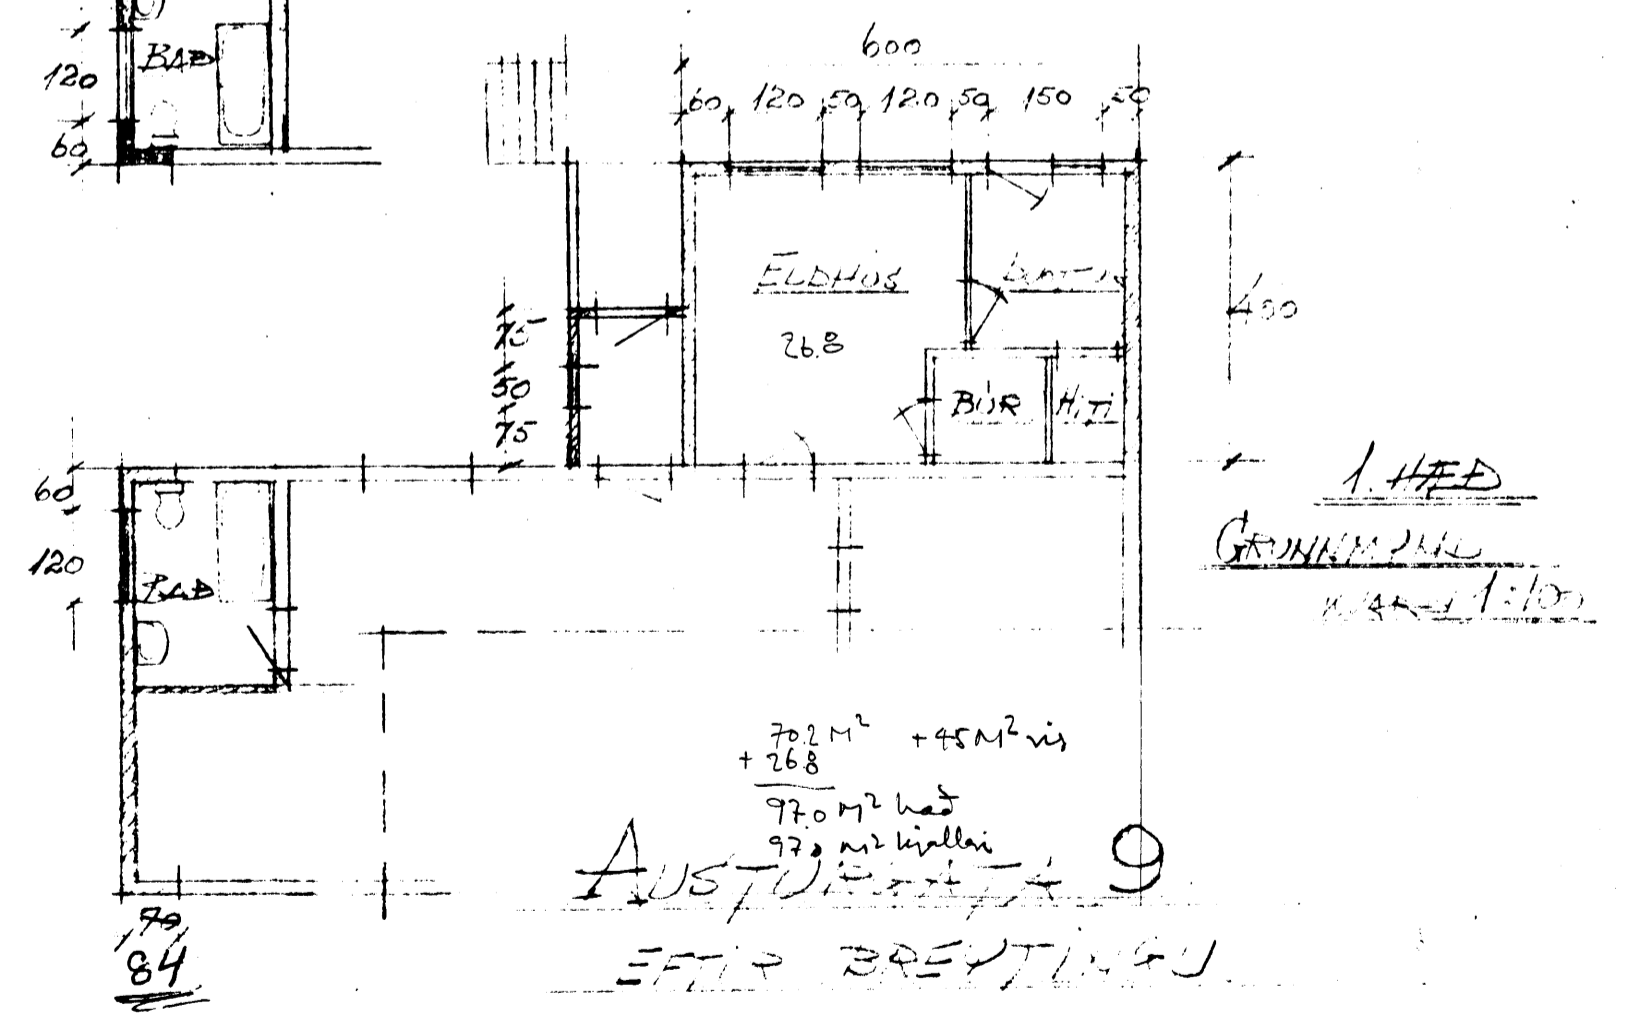 BAÐ
120
60
600
60 120 50 120 50 150 50
ELDHÚS
26.8
400
75
50
75
BÚR
HITI
1. HÆÐ
GRUNNMYND
1:100
60
120
BAÐ
70.2 M² + 45 M² ris
+ 26.8
97.0 M² hæð
97.0 m² kjallari
AUSTURGATA 9
EFTIR BREYTINGU
70
84